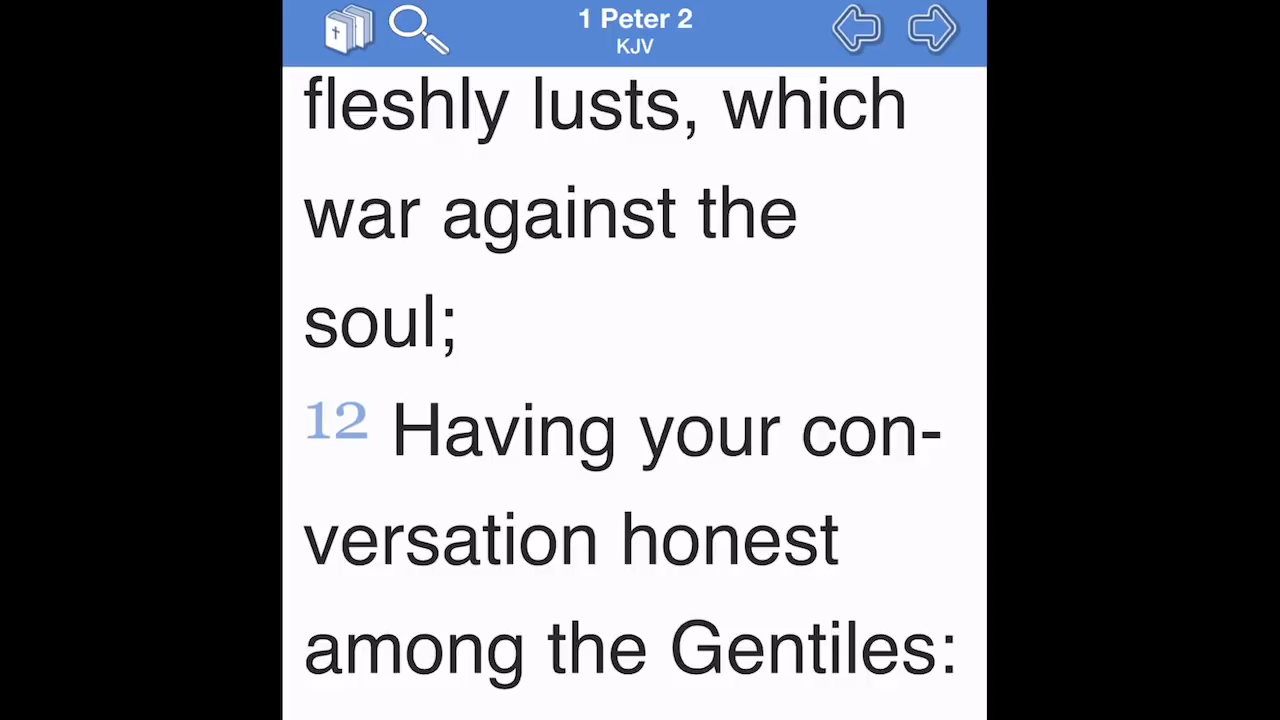 1 Peter 2
KJV
fleshly lusts, which
war against the
soul;
12 Having your con-
versation honest
among the Gentiles: